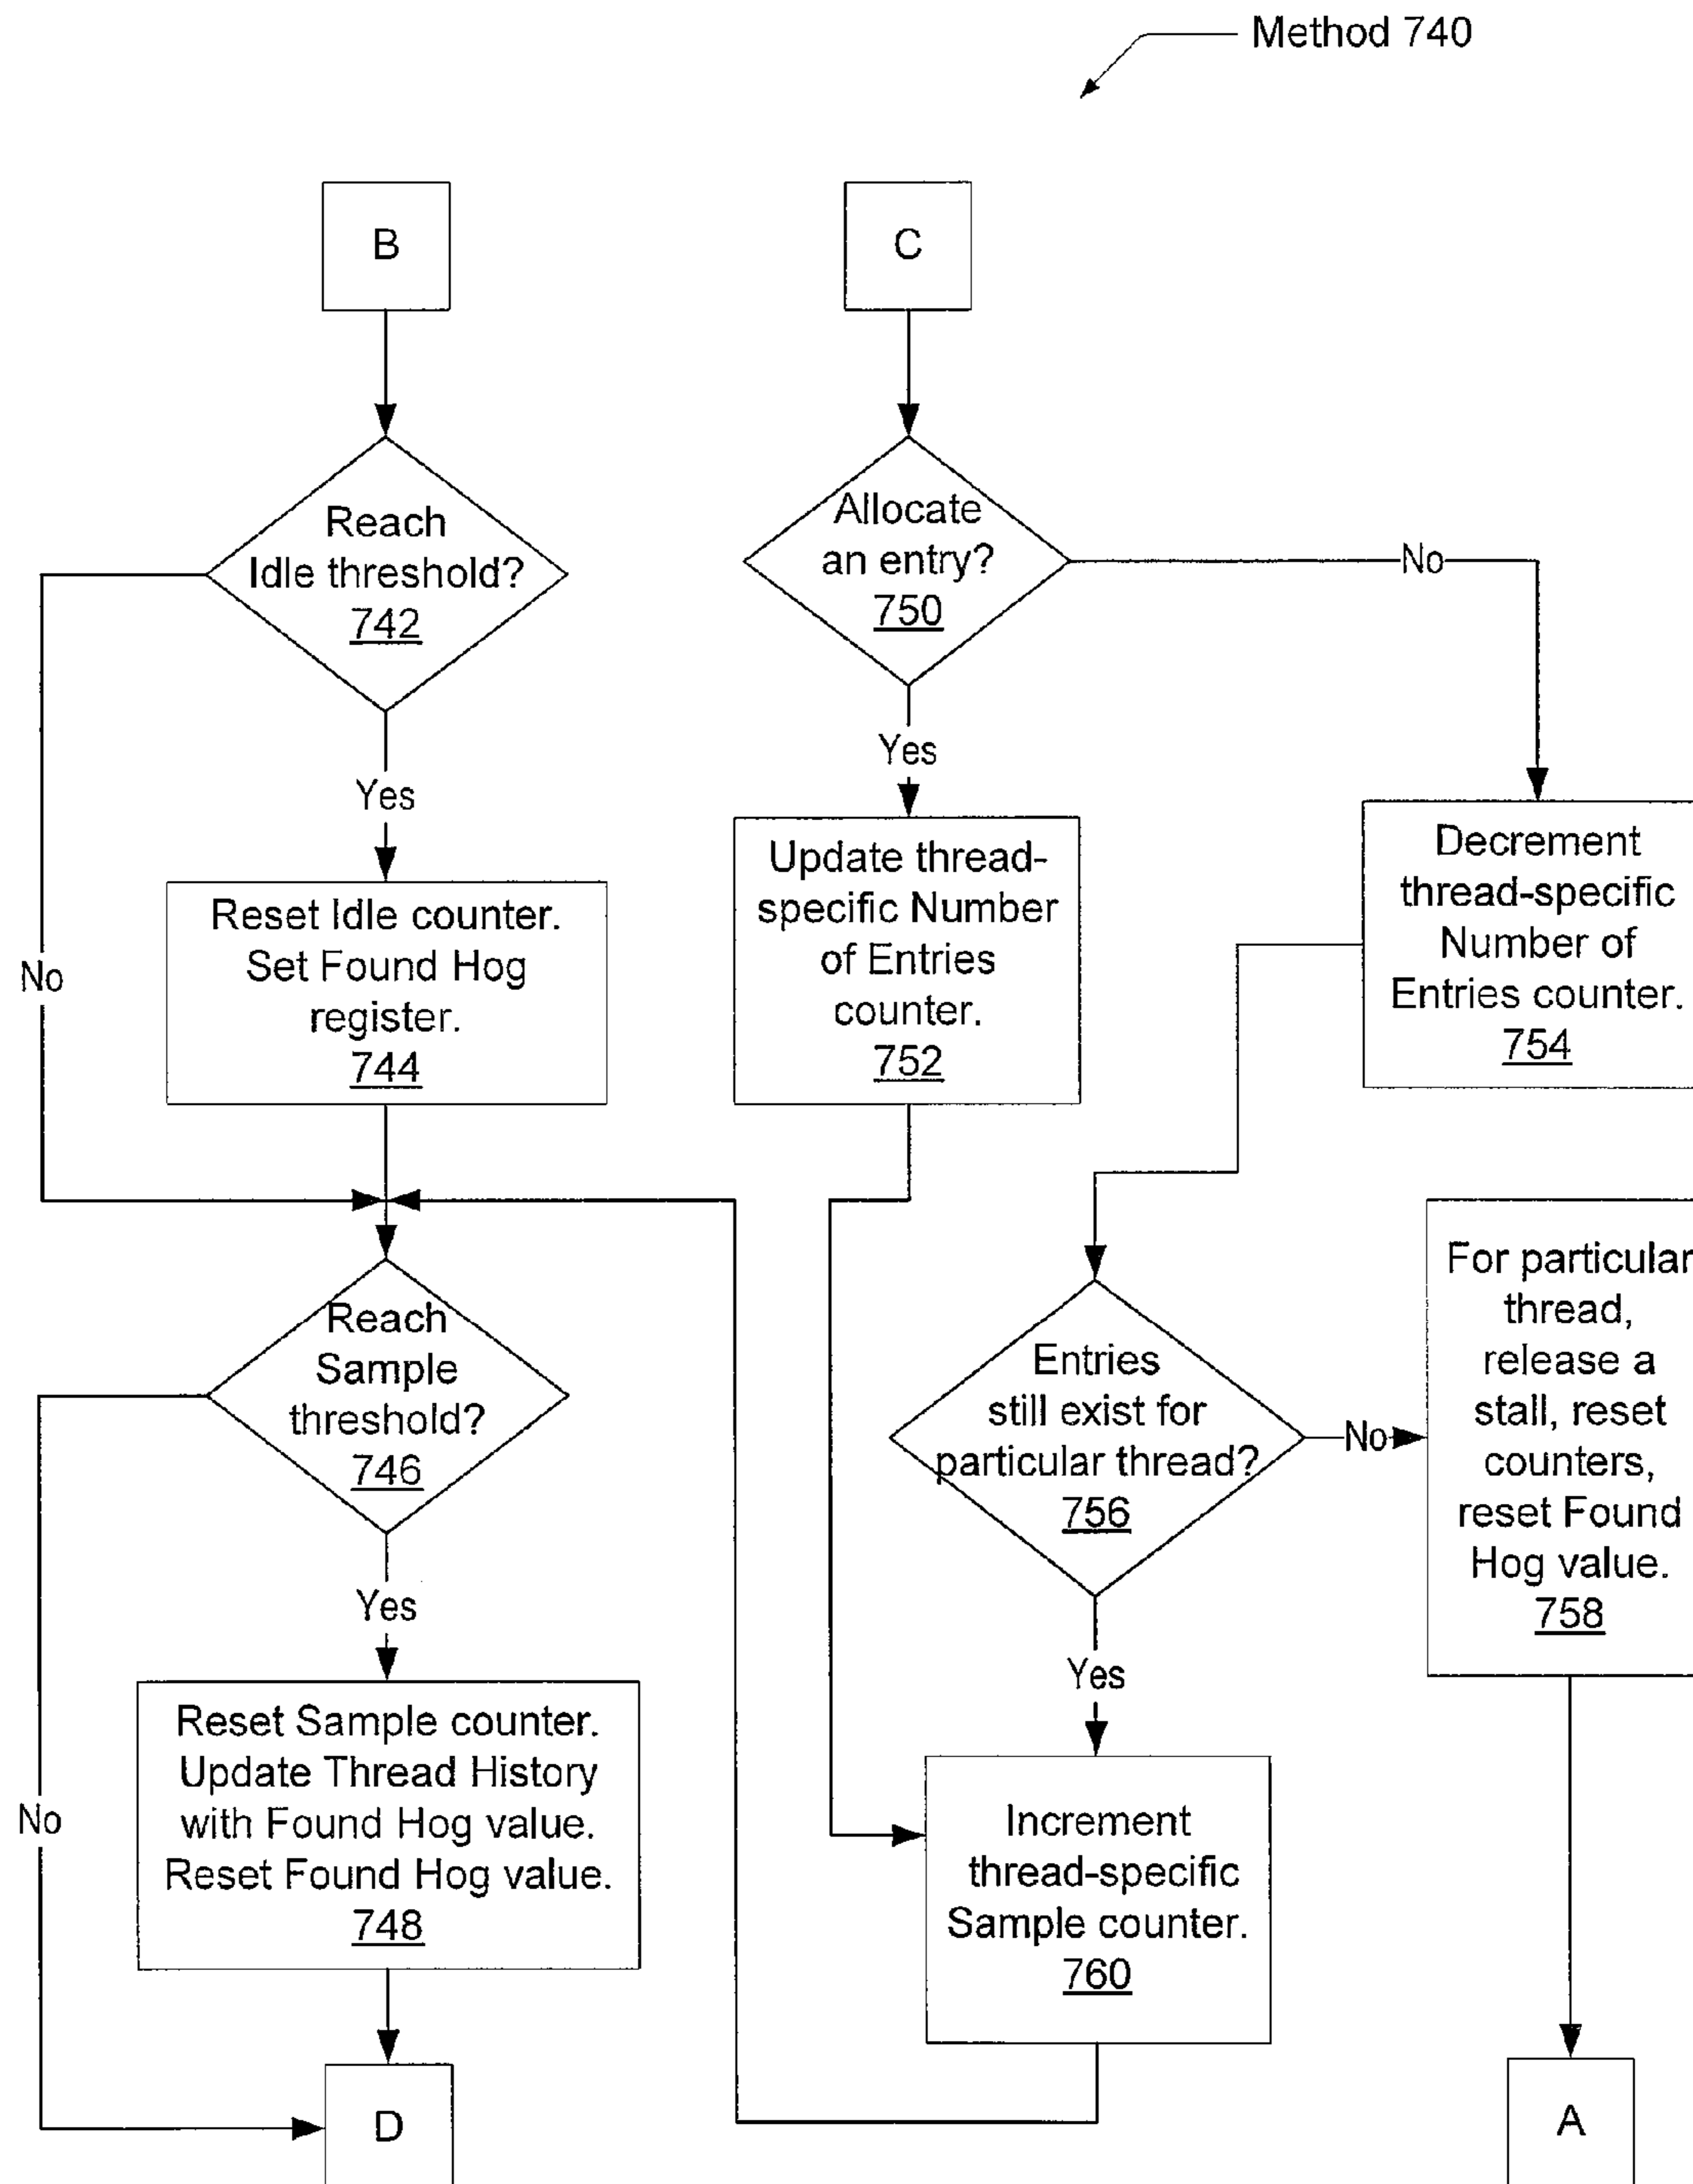 Method 740
B
C
Reach
Idle threshold?
742
Allocate
an entry?
750
No
Yes
Yes
No
Reset Idle counter.
Set Found Hog
register.
744
Update thread-
specific Number
of Entries
counter.
752
Decrement
thread-specific
Number of
Entries counter.
754
Reach
Sample
threshold?
746
Entries
still exist for
particular thread?
756
No
For particular
thread,
release a
stall, reset
counters,
reset Found
Hog value.
758
Yes
Yes
No
Reset Sample counter.
Update Thread History
with Found Hog value.
Reset Found Hog value.
748
Increment
thread-specific
Sample counter.
760
D
A